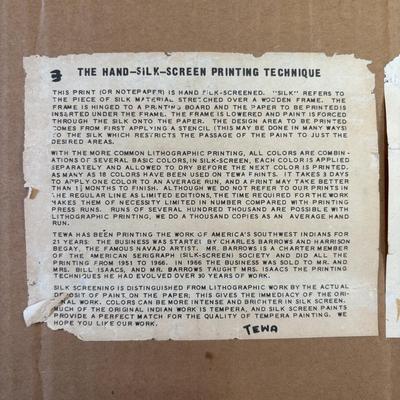 3 THE HAND-SILK-SCREEN PRINTING TECHNIQUE
THIS PRINT (OR NOTEPAPER) IS HAND SILK-SCREENED. "SILK" REFERS TO
THE PIECE OF SILK MATERIAL STRETCHED OVER A WOODEN FRAME. THE
FRAME IS HINGED TO A PRINTING BOARD AND THE PAPER TO BE PRINTED IS
INSERTED UNDER THE FRAME. THE FRAME IS LOWERED AND PAINT IS FORCED
THROUGH THE SILK ONTO THE PAPER. THE DESIGN AREA TO BE PRINTED
COMES FROM FIRST APPLYING A STENCIL (THIS MAY BE DONE IN MANY WAYS)
TO THE SILK WHICH RESTRICTS THE PASSAGE OF THE PAINT TO JUST THE
DESIRED AREAS.
WITH THE MORE COMMON LITHOGRAPHIC PRINTING, ALL COLORS ARE COMBIN-
ATIONS OF SEVERAL BASIC COLORS, IN SILK-SCREEN, EACH COLOR IS APPLIED
SEPARATELY AND ALLOWED TO DRY BEFORE THE NEXT COLOR IS PRINTED.
AS MANY AS 18 COLORS HAVE BEEN USED ON TEWA PRINTS. IT TAKES 3 DAYS
TO APPLY ONE COLOR TO AN AVERAGE RUN, AND A PRINT MAY TAKE BETTER
THAN 1½ MONTHS TO FINISH. ALTHOUGH WE DO NOT REFER TO OUR PRINTS IN
THE REGULAR LINE AS LIMITED EDITIONS, THE TIME REQUIRED FOR THE WORK
MAKES THEM OF NECESSITY LIMITED IN NUMBER COMPARED WITH PRINTING
PRESS RUNS. RUNS OF SEVERAL HUNDRED THOUSAND ARE POSSIBLE WITH
LITHOGRAPHIC PRINTING, WE DO A THOUSAND COPIES AS AN AVERAGE HAND
RUN.
TEWA HAS BEEN PRINTING THE WORK OF AMERICA'S SOUTHWEST INDIANS FOR
21 YEARS. THE BUSINESS WAS STARTED BY CHARLES BARROWS AND HARRISON
BEGAY, THE FAMOUS NAVAJO ARTIST. MR. BARROWS IS A CHARTER MEMBER
OF THE AMERICAN SERIGRAPH (SILK-SCREEN) SOCIETY AND DID ALL THE
PRINTING FROM 1951 TO 1966. IN 1966 THE BUSINESS WAS SOLD TO MR. AND
MRS. BILL ISAACS, AND MR. BARROWS TAUGHT MRS. ISAACS THE PRINTING
TECHNIQUES HE HAD EVOLVED OVER 30 YEARS OF WORK.
SILK SCREENING IS DISTINGUISHED FROM LITHOGRAPHIC WORK BY THE ACTUAL
DEPOSIT OF PAINT ON THE PAPER; THIS GIVES THE IMMEDIACY OF THE ORI-
GINAL WORK. COLORS CAN BE MORE INTENSE AND BRIGHTER IN SILK SCREEN.
MUCH OF THE ORIGINAL INDIAN WORK IS TEMPERA, AND SILK SCREEN PAINTS
PROVIDE A PERFECT MATCH FOR THE QUALITY OF TEMPERA PAINTING. WE
HOPE YOU LIKE OUR WORK.
TEWA